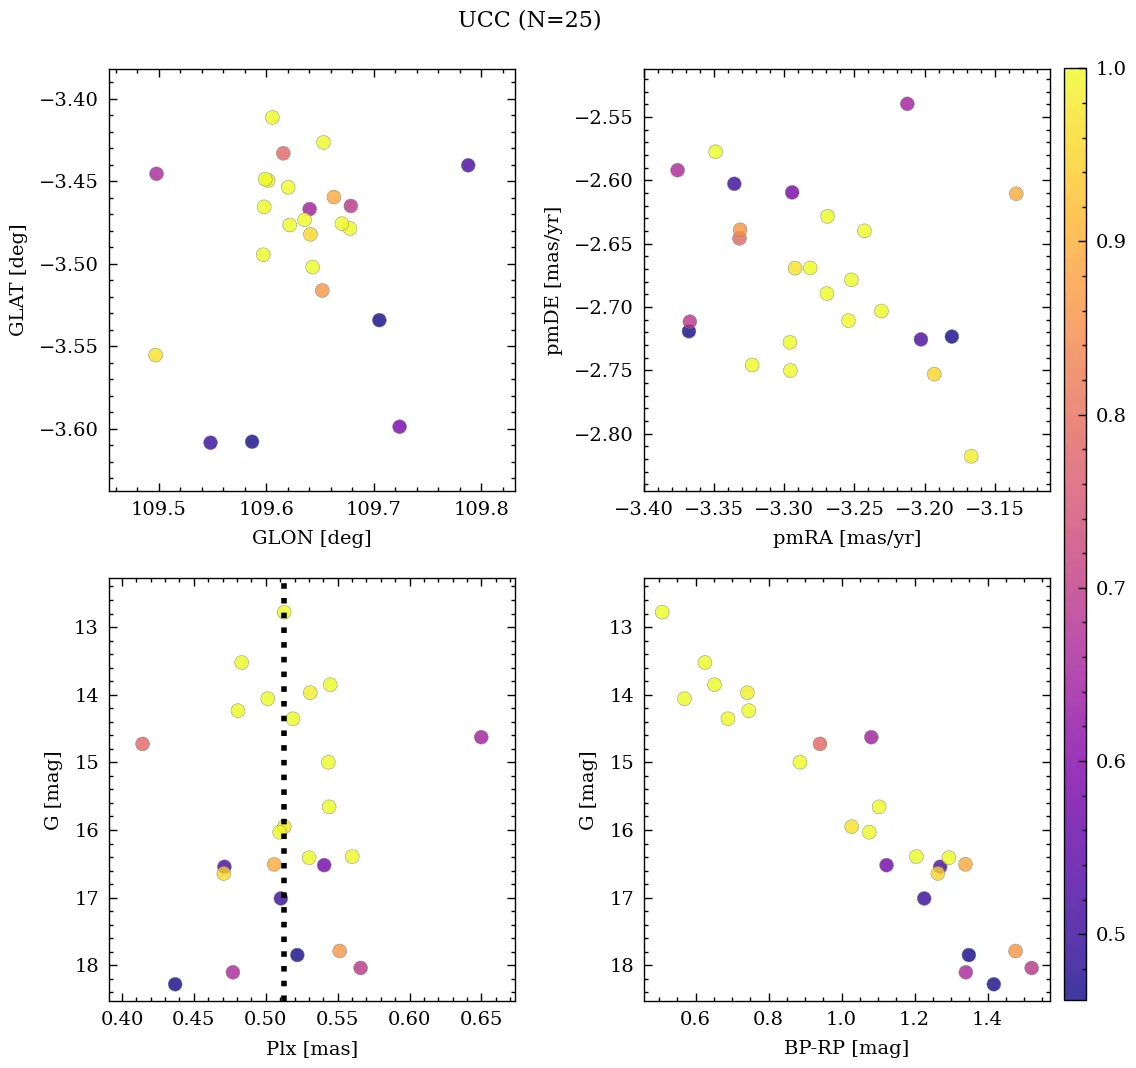 UCC (N=25)
−3.40
−3.45
−3.50
−3.55
−3.60
GLAT [deg]
109.5 109.6 109.7 109.8
GLON [deg]
−2.55
−2.60
−2.65
−2.70
−2.75
−2.80
pmDE [mas/yr]
−3.40 −3.35 −3.30 −3.25 −3.20 −3.15
pmRA [mas/yr]
13
14
15
16
17
18
G [mag]
0.40 0.45 0.50 0.55 0.60 0.65
Plx [mas]
13
14
15
16
17
18
G [mag]
0.6 0.8 1.0 1.2 1.4
BP-RP [mag]
1.0
0.9
0.8
0.7
0.6
0.5